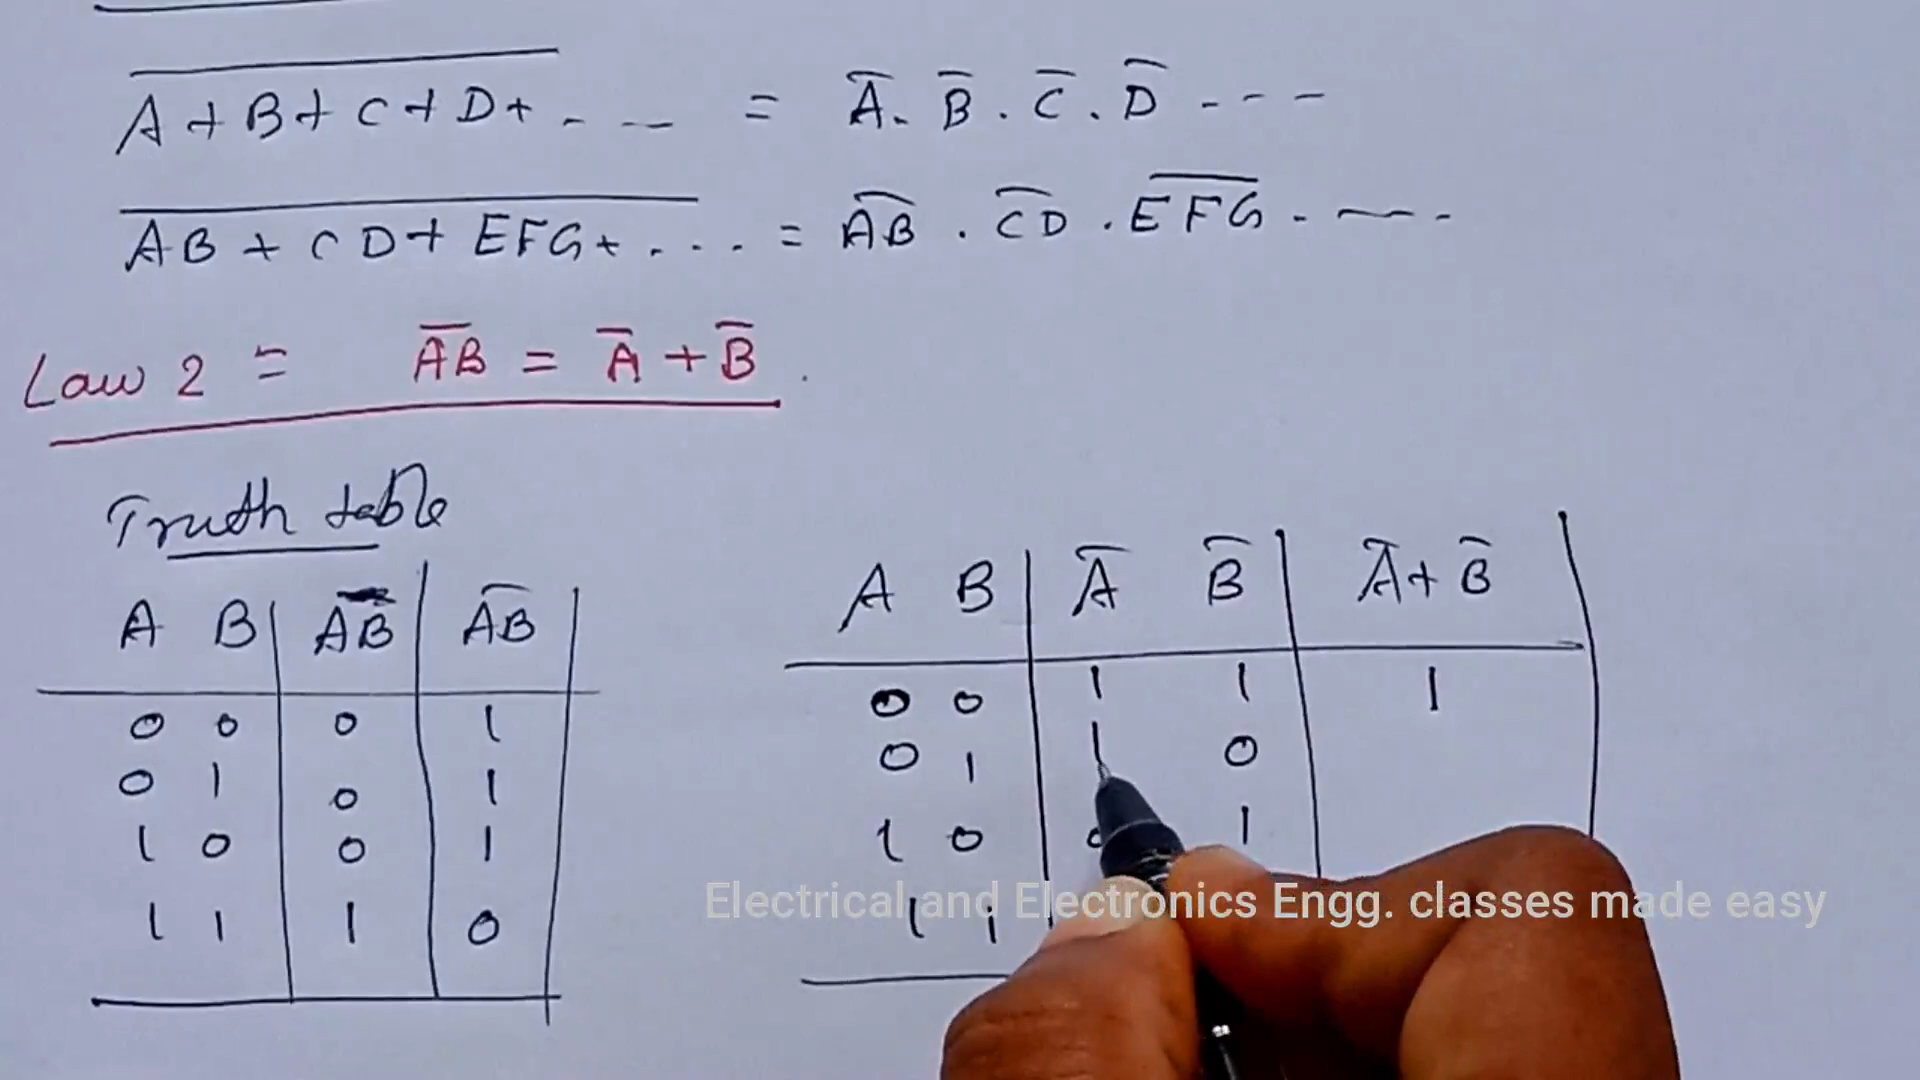 A̅+̅B̅+̅C̅+̅D̅+ . - — = A̅. B̅ . C̅ . D̅ - - -
A̅B̅ ̅+̅ ̅C̅D̅ ̅+̅ ̅E̅F̅G̅ ̅+ . . . = A̅B̅ . C̅D̅ . E̅F̅G̅ . — - -
Law 2 = A̅B̅ = A̅ + B̅ .
Truth table
A B AB A̅B̅
0 0 0 1
0 1 0 1
1 0 0 1
1 1 1 0
A B A̅ B̅ A̅ + B̅
0 0 1 1 1
0 1 1 0
1 0 0 1
1 1
Electrical and Electronics Engg. classes made easy